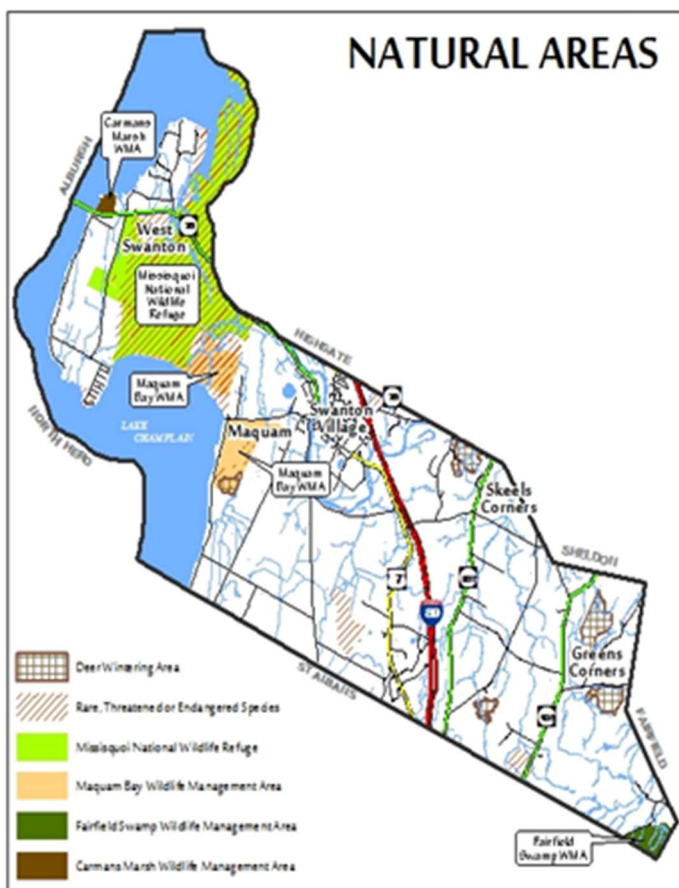 NATURAL AREAS
Carmans
Marsh
WMA
ALBURGH
West
Swanton
Missisquoi
National
Wildlife
Refuge
HIGHGATE
Maquam
Bay WMA
NORTH HERO
LAKE
CHAMPLAIN
Maquam
Swanton
Village
Maquam
Bay WMA
Skeels
Corners
SHELDON
7
Greens
Corners
ST ALBANS
FAIRFIELD
Deer Wintering Area
Rare, Threatened or Endangered Species
Missisquoi National Wildlife Refuge
Maquam Bay Wildlife Management Area
Fairfield Swamp Wildlife Management Area
Carmans Marsh Wildlife Management Area
Fairfield
Swamp WMA